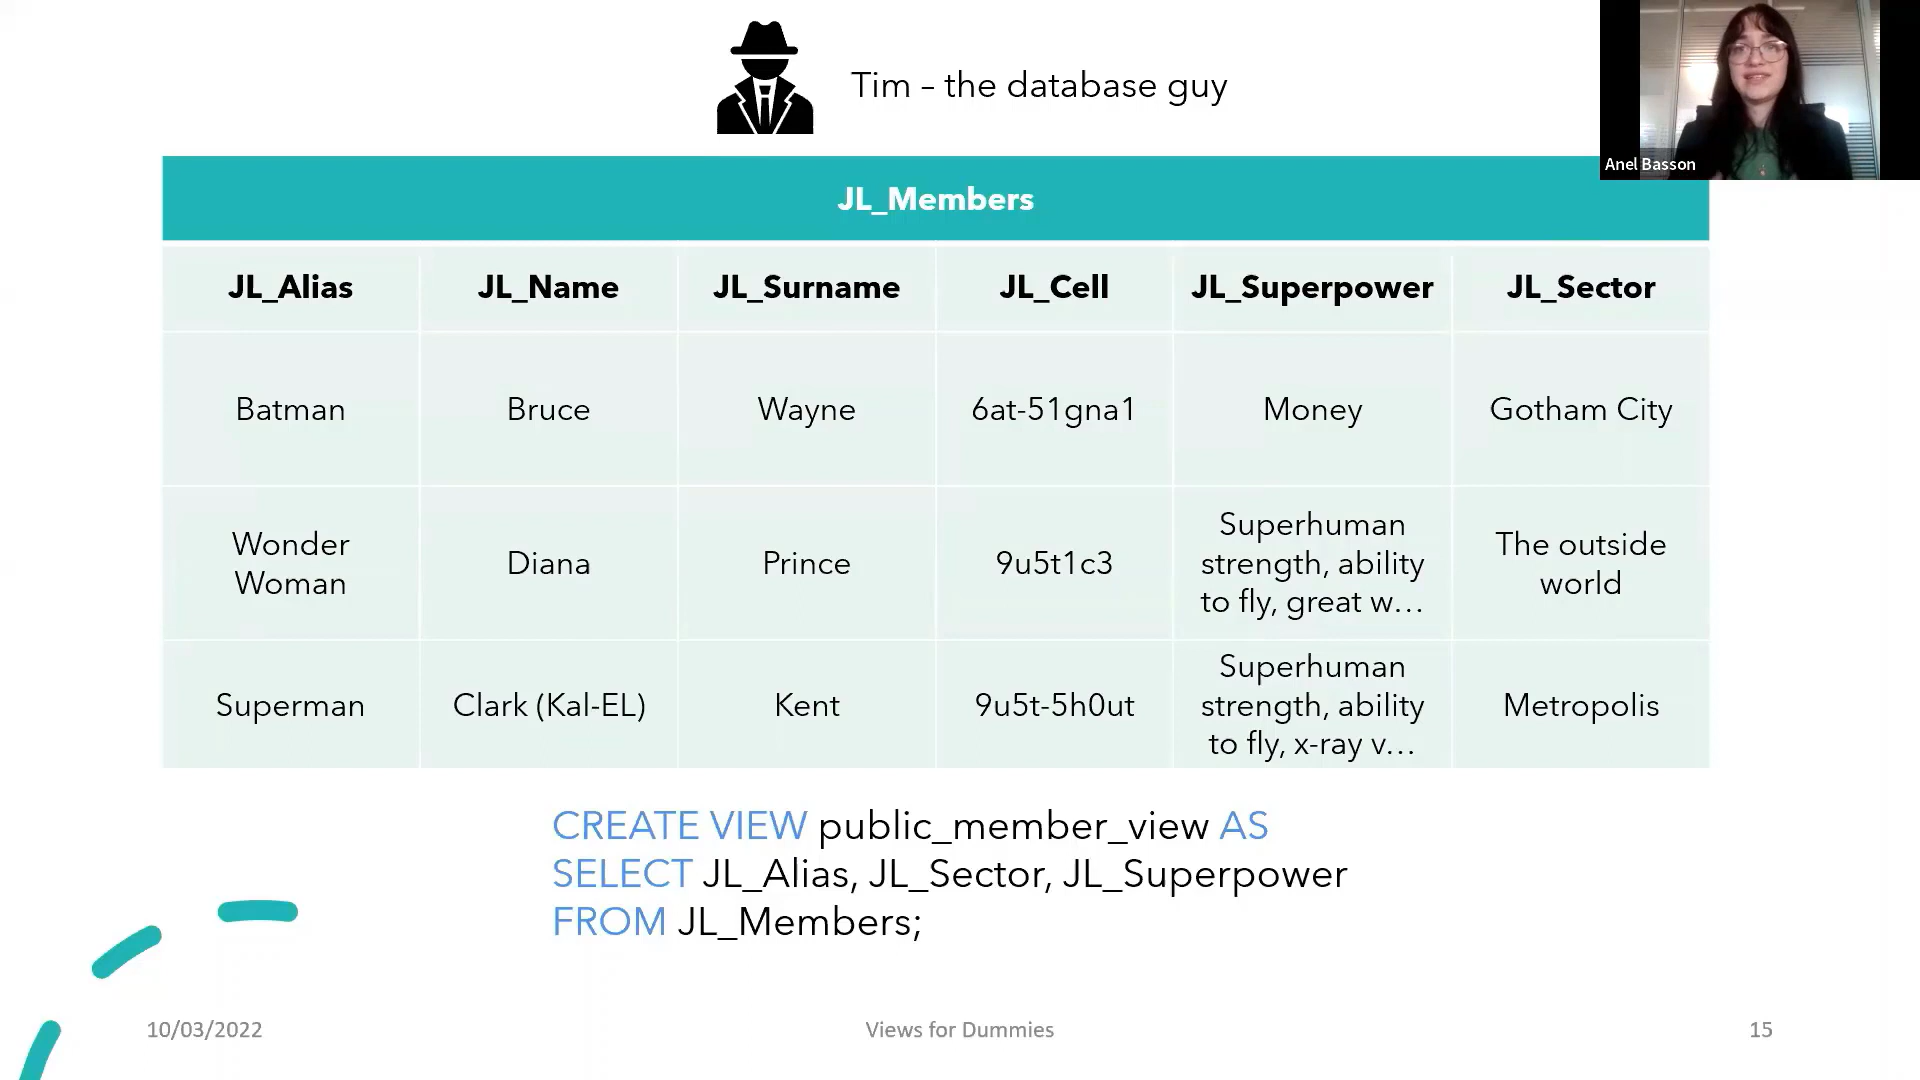 Tim – the database guy
Anel Basson
JL_Members
JL_Alias JL_Name JL_Surname JL_Cell JL_Superpower JL_Sector
Batman Bruce Wayne 6at-51gna1 Money Gotham City
Wonder
Woman
Diana
Prince
9u5t1c3
Superhuman
strength, ability
to fly, great w…
The outside
world
Superman
Clark (Kal-EL)
Kent
9u5t-5h0ut
Superhuman
strength, ability
to fly, x-ray v…
Metropolis
CREATE VIEW public_member_view AS
SELECT JL_Alias, JL_Sector, JL_Superpower
FROM JL_Members;
10/03/2022 Views for Dummies 15